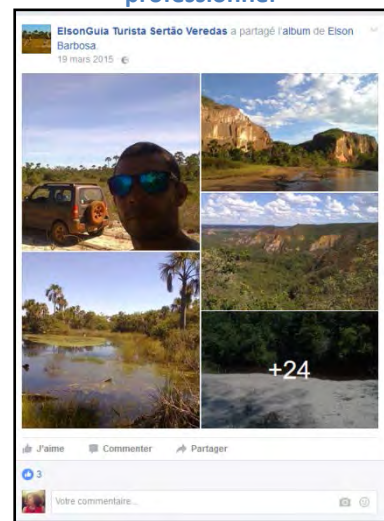 professionnel
ElsonGuia Turista Sertão Veredas a partagé l'album de Elson
Barbosa.
19 mars 2015
+24
J'aime Commenter Partager
3
Votre commentaire...